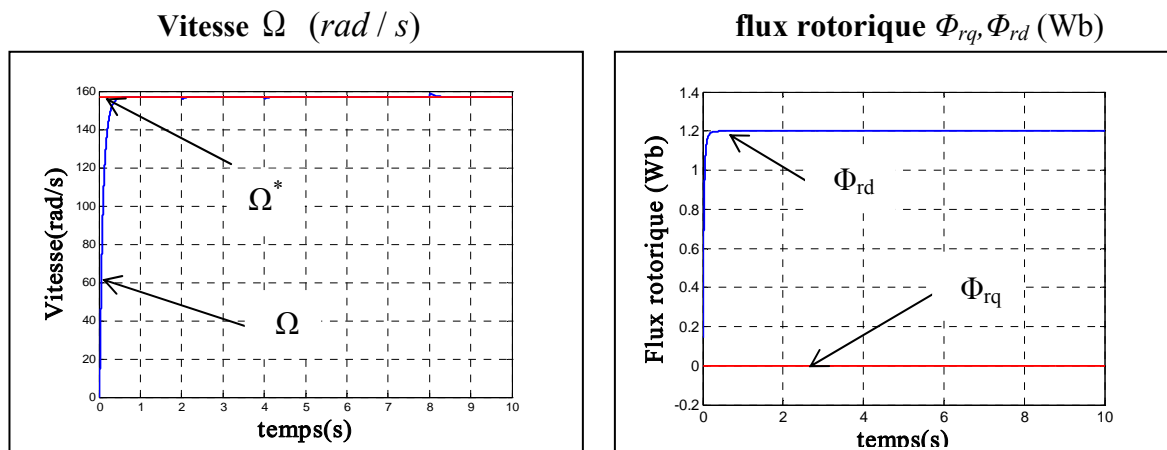 Vitesse Ω (rad / s)
160
140
120
100
80
60
40
20
0
Vitesse(rad/s)
Ω*
Ω
0 1 2 3 4 5 6 7 8 9 10
temps(s)
flux rotorique Φrq,Φrd (Wb)
1.4
1.2
1
0.8
0.6
0.4
0.2
0
-0.2
Flux rotorique (Wb)
Φrd
Φrq
0 2 4 6 8 10
temps(s)